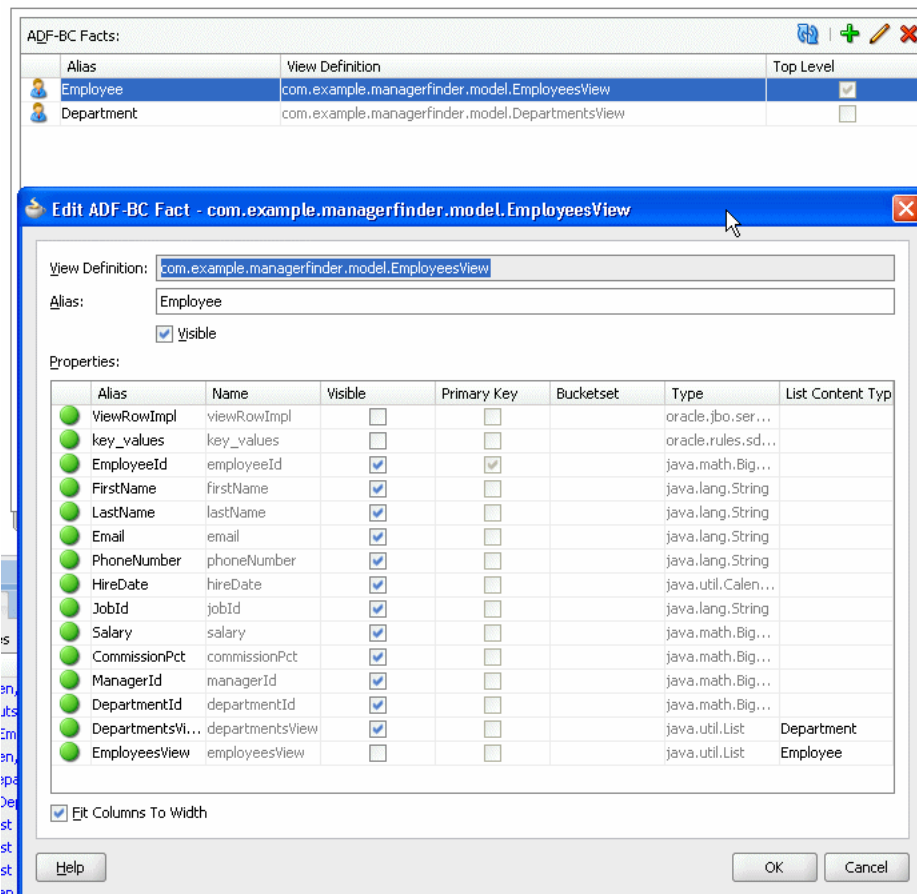 ADF-BC Facts:
Alias View Definition Top Level
Employee com.example.managerfinder.model.EmployeesView
Department com.example.managerfinder.model.DepartmentsView
Edit ADF-BC Fact - com.example.managerfinder.model.EmployeesView
View Definition: com.example.managerfinder.model.EmployeesView
Alias: Employee
Visible
Properties:
Alias Name Visible Primary Key Bucketset Type List Content Typ
ViewRowImpl viewRowImpl oracle.jbo.ser...
key_values key_values oracle.rules.sd...
EmployeeId employeeId java.math.Big...
FirstName firstName java.lang.String
LastName lastName java.lang.String
Email email java.lang.String
PhoneNumber phoneNumber java.lang.String
HireDate hireDate java.util.Calen...
JobId jobId java.lang.String
Salary salary java.math.Big...
CommissionPct commissionPct java.math.Big...
ManagerId managerId java.math.Big...
DepartmentId departmentId java.math.Big...
DepartmentsVi... departmentsView java.util.List Department
EmployeesView employeesView java.util.List Employee
Fit Columns To Width
Help OK Cancel